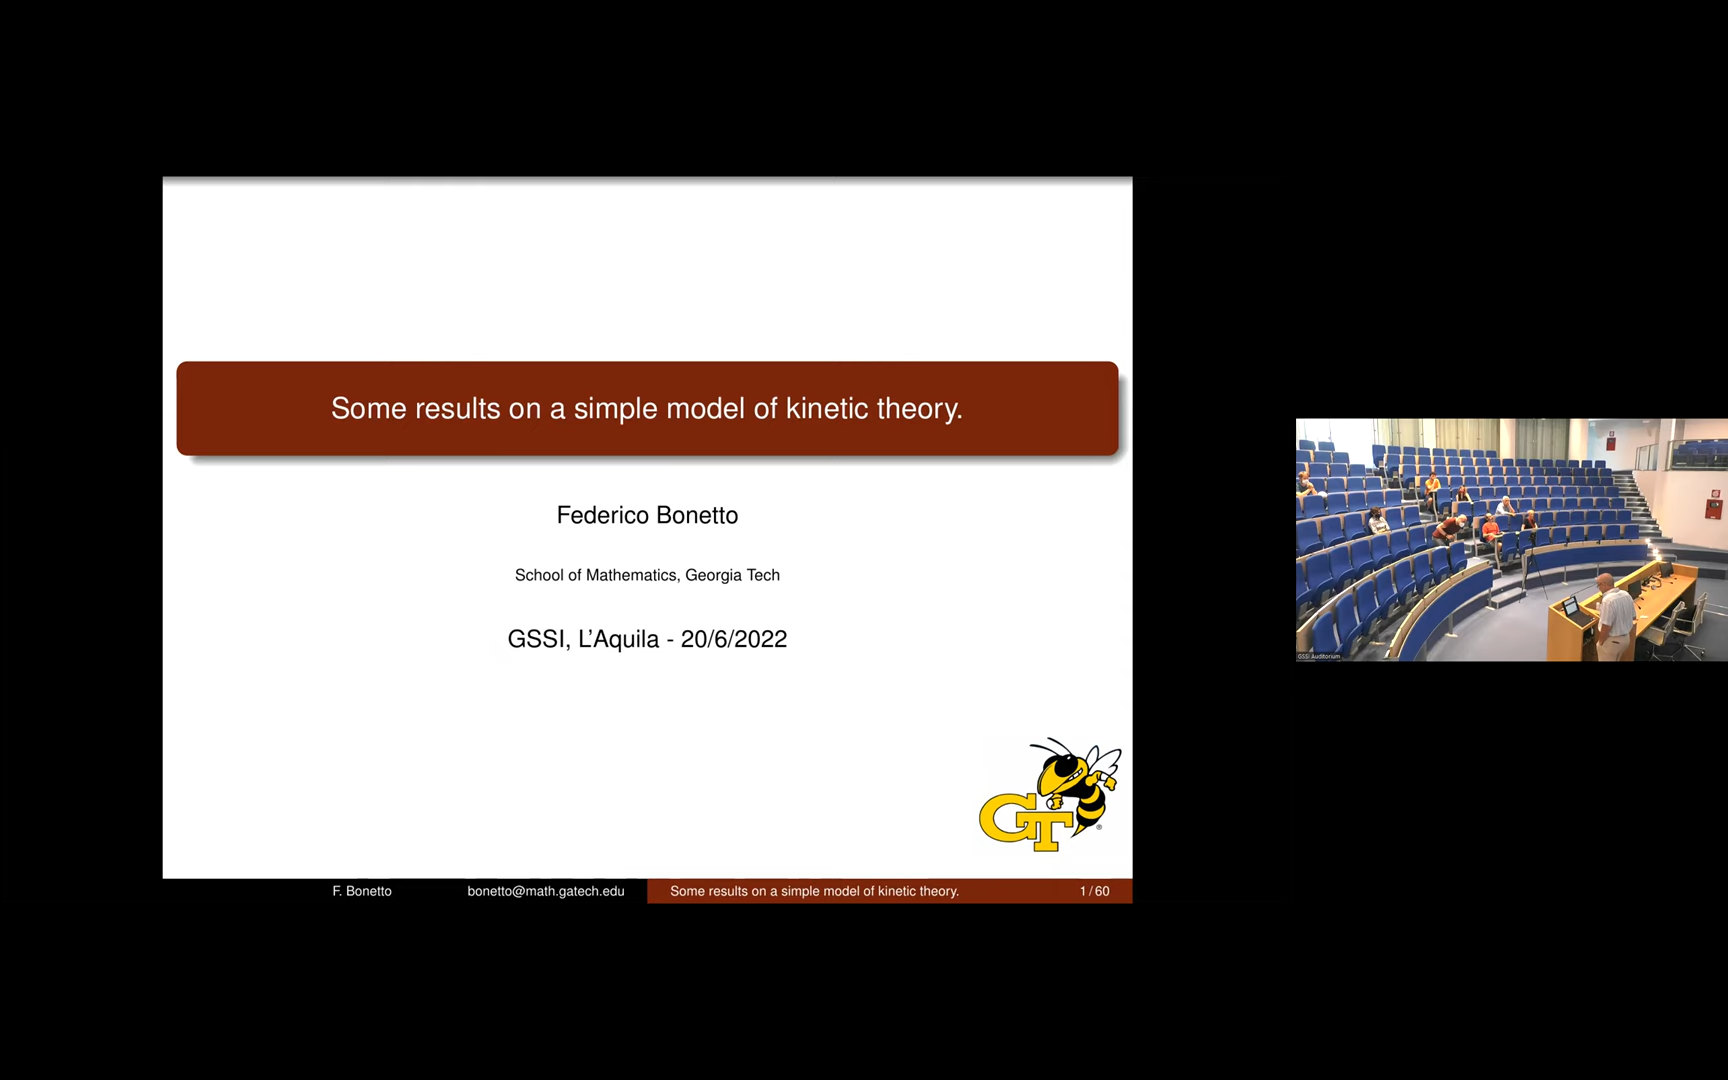 Some results on a simple model of kinetic theory.
Federico Bonetto
School of Mathematics, Georgia Tech
GSSI, L'Aquila - 20/6/2022
GT
®
F. Bonetto bonetto@math.gatech.edu Some results on a simple model of kinetic theory. 1 / 60
GSSI Auditorium